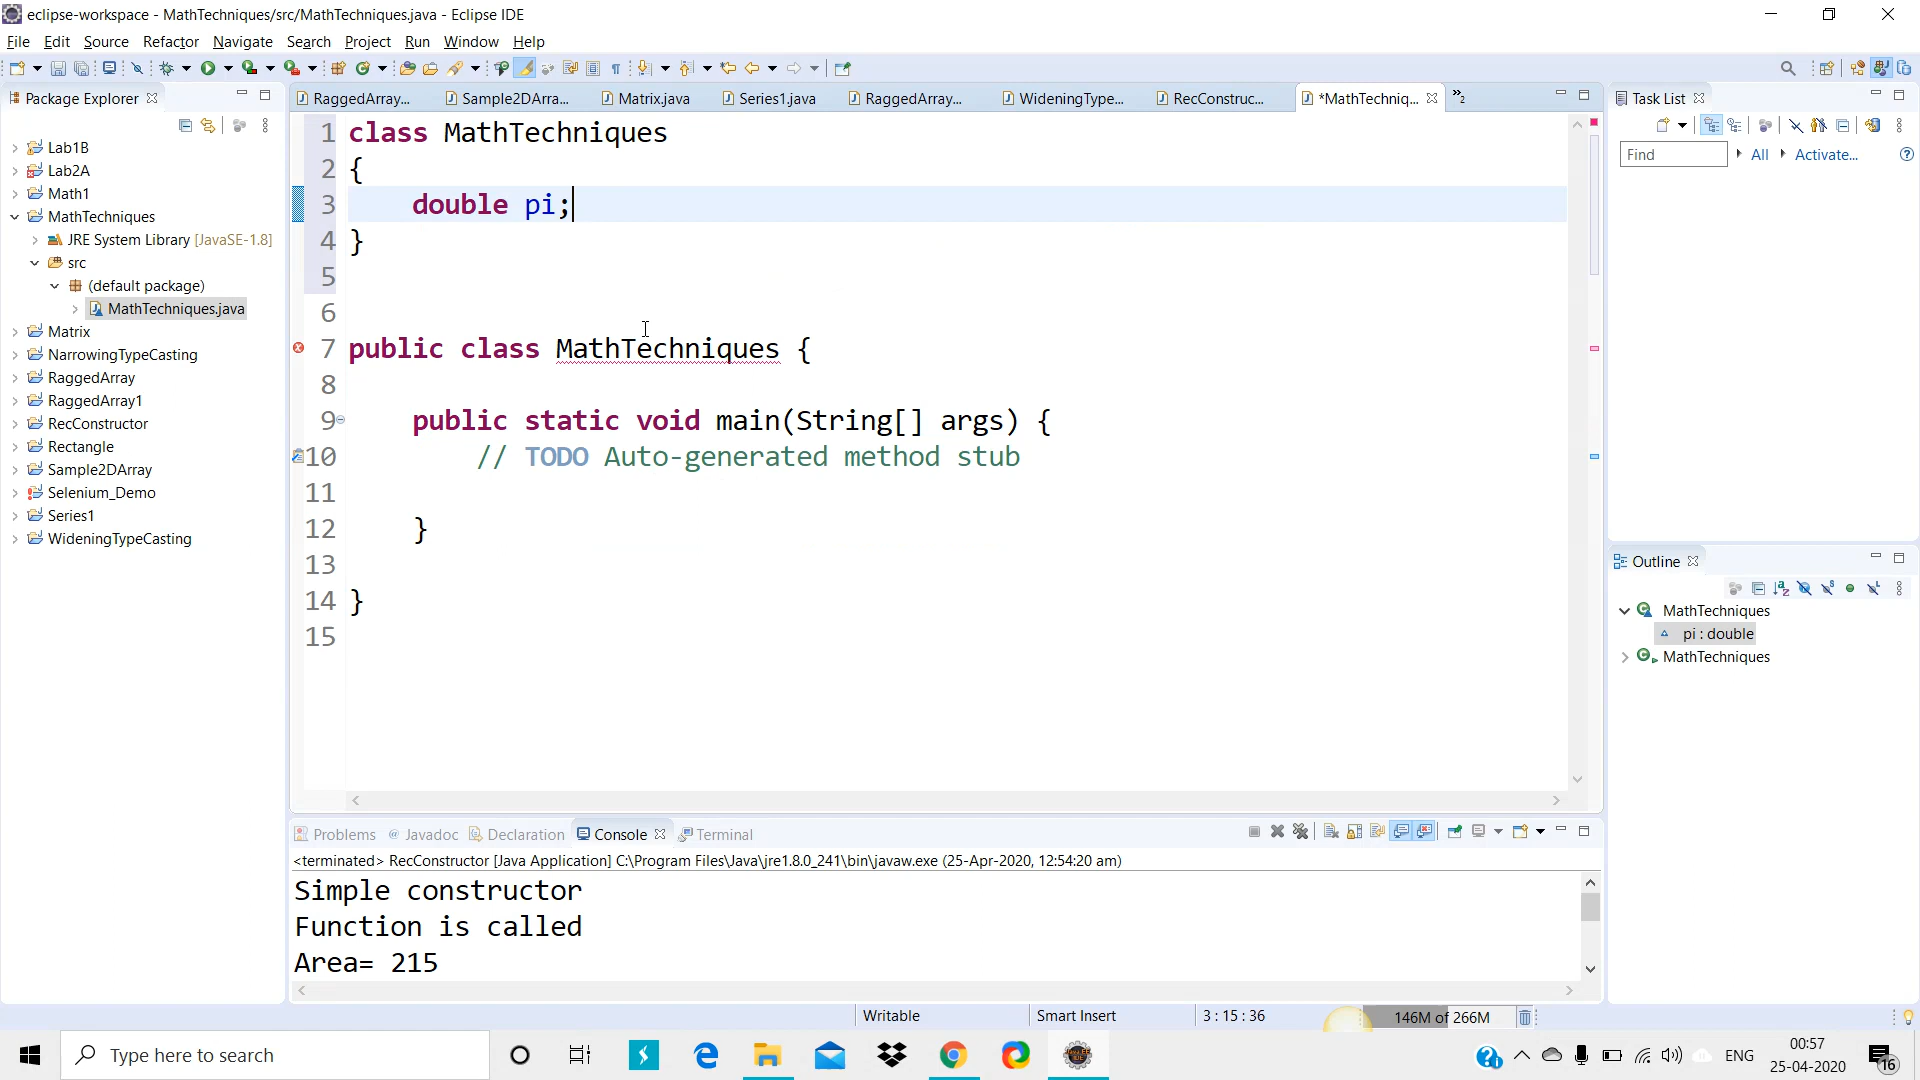 eclipse-workspace - MathTechniques/src/MathTechniques.java - Eclipse IDE
File Edit Source Refactor Navigate Search Project Run Window Help
Package Explorer
Lab1B
Lab2A
Math1
MathTechniques
JRE System Library [JavaSE-1.8]
src
(default package)
MathTechniques.java
Matrix
NarrowingTypeCasting
RaggedArray
RaggedArray1
RecConstructor
Rectangle
Sample2DArray
Selenium_Demo
Series1
WideningTypeCasting
RaggedArray... Sample2DArra... Matrix.java Series1.java RaggedArray... WideningType... RecConstruc... *MathTechniq... »2
1 class MathTechniques
2 {
3 double pi;
4 }
5
6
7 public class MathTechniques {
8
9 public static void main(String[] args) {
10 // TODO Auto-generated method stub
11
12 }
13
14 }
15
Task List
Find All Activate...
Outline
MathTechniques
pi : double
MathTechniques
Problems @ Javadoc Declaration Console Terminal
<terminated> RecConstructor [Java Application] C:\Program Files\Java\jre1.8.0_241\bin\javaw.exe (25-Apr-2020, 12:54:20 am)
Simple constructor
Function is called
Area= 215
Writable Smart Insert 3 : 15 : 36 146M of 266M
Type here to search
ENG
00:57
25-04-2020
16